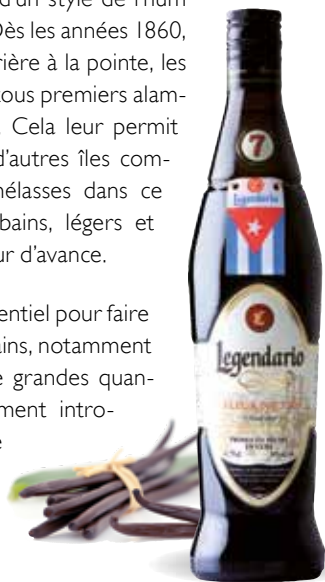 d'un style de rhum
Dès les années 1860,
rière à la pointe, les
tous premiers alam-
. Cela leur permit
d'autres îles com-
nélasses dans ce
bains, légers et
ur d'avance.
entiel pour faire
ains, notamment
e grandes quan-
ment intro-
e
7
Legendario
Legendario